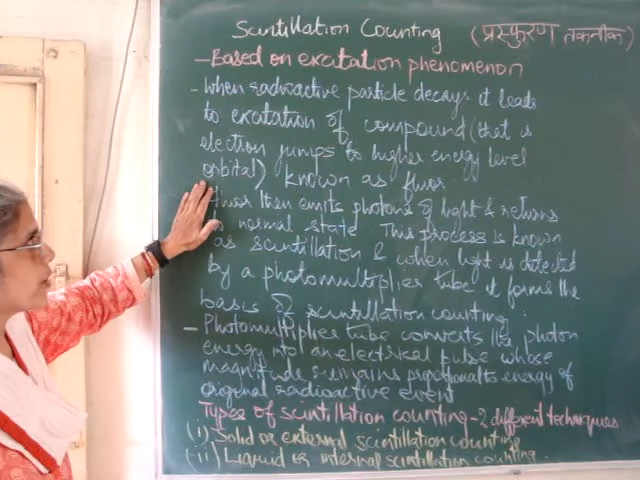 Scintillation Counting (प्रस्फुरण तकनीक)
- Based on excitation phenomenon
- When radioactive particle decays it leads
to excitation of compound (that is
electron jumps to higher energy level
orbital) known as fluor
fluor then emits photons of light & returns
to normal state. This process is known
as scintillation & when light is detected
by a photomultiplier tube it forms the
basis of scintillation counting.
- Photomultiplier tube converts the photon
energy into an electrical pulse whose
magnitude remains proportional to energy of
original radioactive event
Types of scintillation counting - 2 different techniques
(i) Solid or external scintillation counting
(ii) Liquid or internal scintillation counting.